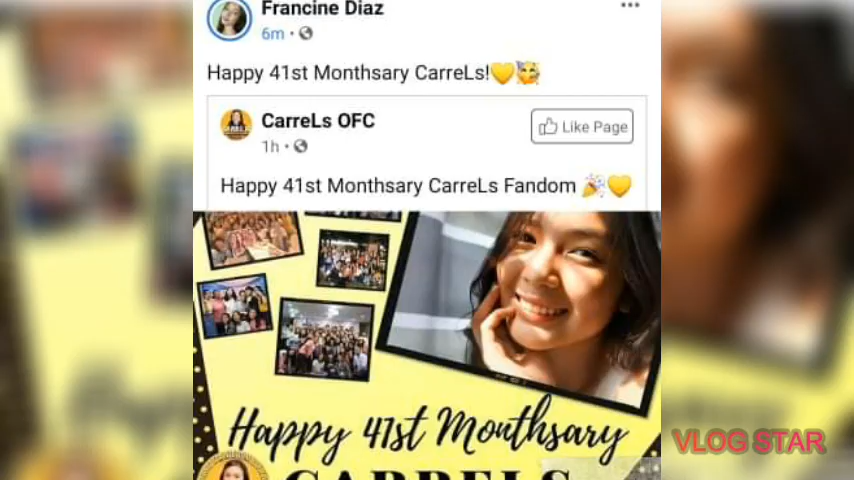 Francine Diaz
6m
Happy 41st Monthsary CarreLs!💛🥳
CarreLs OFC
Like Page
1h
Happy 41st Monthsary CarreLs Fandom 🎉💛
Happy 41st Monthsary
CARRELS
VLOG STAR